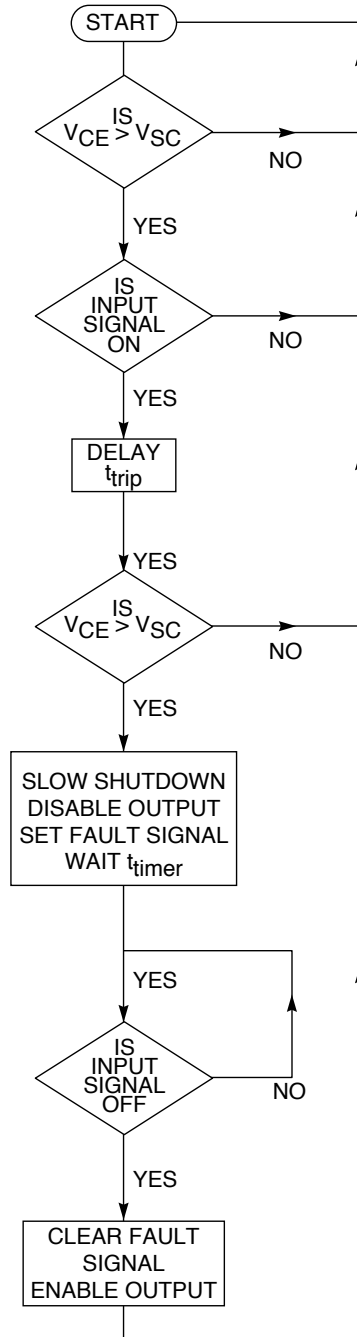 START
IS
VCE > VSC
NO
YES
IS
INPUT
SIGNAL
ON
NO
YES
DELAY
ttrip
YES
IS
VCE > VSC
NO
YES
SLOW SHUTDOWN
DISABLE OUTPUT
SET FAULT SIGNAL
WAIT ttimer
YES
IS
INPUT
SIGNAL
OFF
NO
YES
CLEAR FAULT
SIGNAL
ENABLE OUTPUT